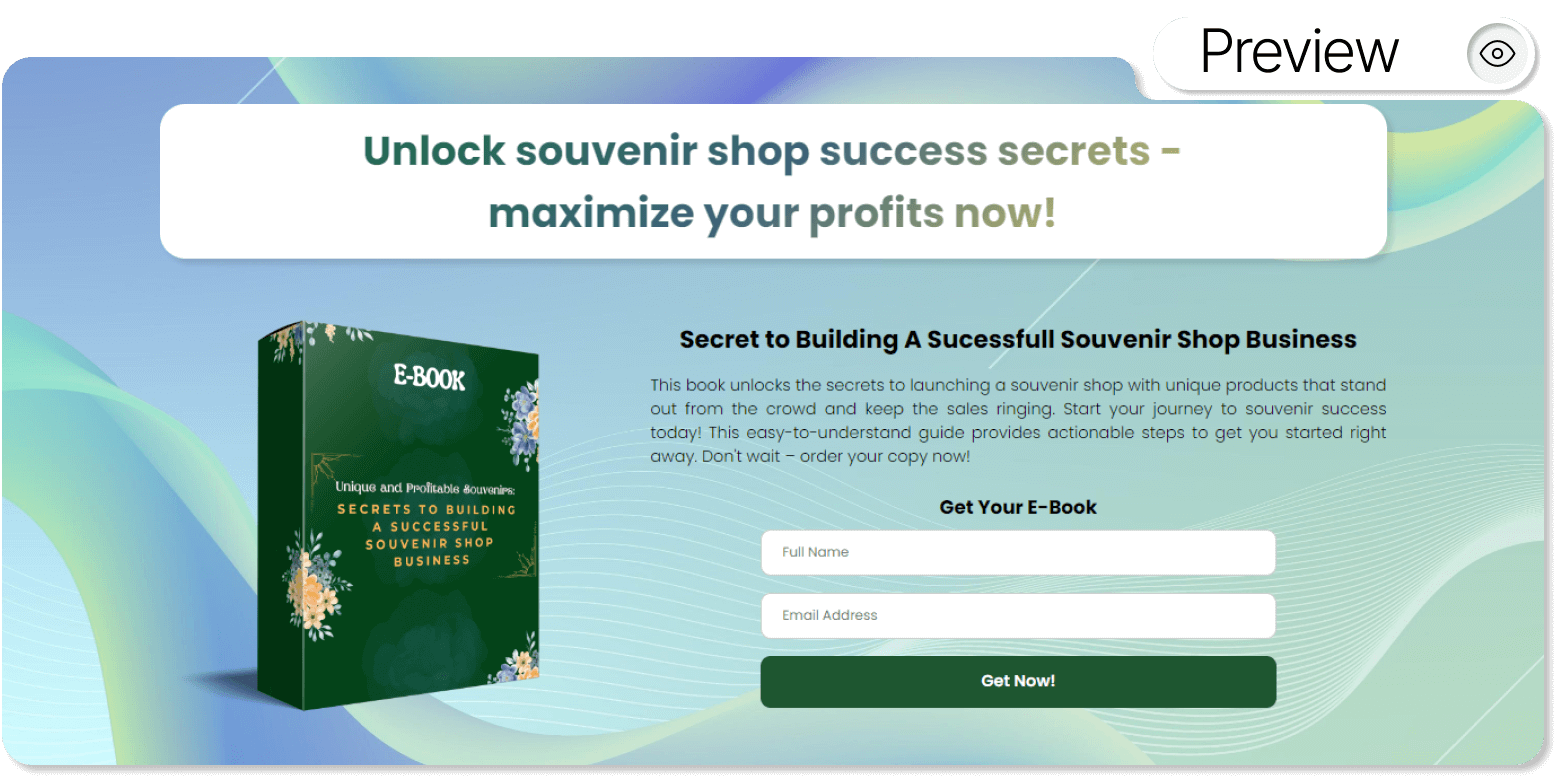 Preview
Unlock souvenir shop success secrets -
maximize your profits now!
Secret to Building A Sucessfull Souvenir Shop Business
This book unlocks the secrets to launching a souvenir shop with unique products that stand
out from the crowd and keep the sales ringing. Start your journey to souvenir success
today! This easy-to-understand guide provides actionable steps to get you started right
away. Don't wait – order your copy now!
E-BOOK
Unique and Profitable Souvenirs:
SECRETS TO BUILDING
A SUCCESSFUL
SOUVENIR SHOP
BUSINESS
Get Your E-Book
Full Name
Email Address
Get Now!